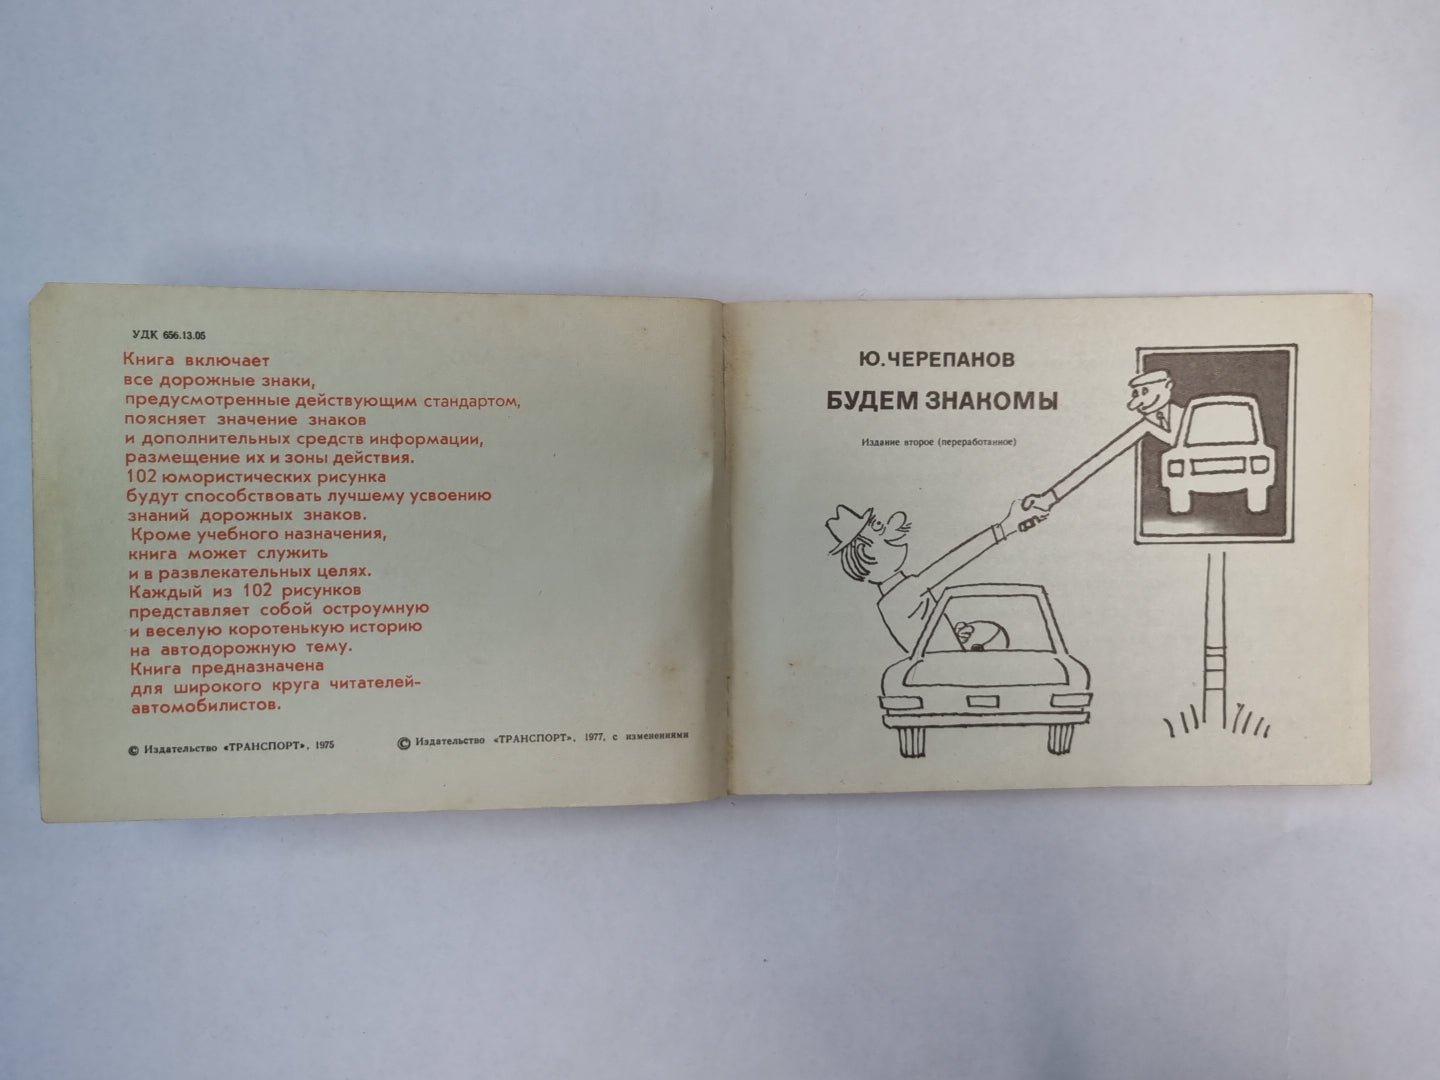 УДК 656.13.05
Книга включает
все дорожные знаки,
предусмотренные действующим стандартом,
поясняет значение знаков
и дополнительных средств информации,
размещение их и зоны действия.
102 юмористических рисунка
будут способствовать лучшему усвоению
знаний дорожных знаков.
Кроме учебного назначения,
книга может служить
и в развлекательных целях.
Каждый из 102 рисунков
представляет собой остроумную
и веселую коротенькую историю
на автодорожную тему.
Книга предназначена
для широкого круга читателей-
автомобилистов.
© Издательство «ТРАНСПОРТ», 1975
© Издательство «ТРАНСПОРТ», 1977, с изменениями
Ю.ЧЕРЕПАНОВ
БУДЕМ ЗНАКОМЫ
Издание второе (переработанное)